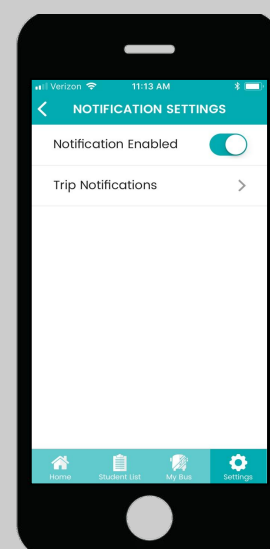 Verizon 11:13 AM
NOTIFICATION SETTINGS
Notification Enabled
Trip Notifications
Home Student List My Bus Settings